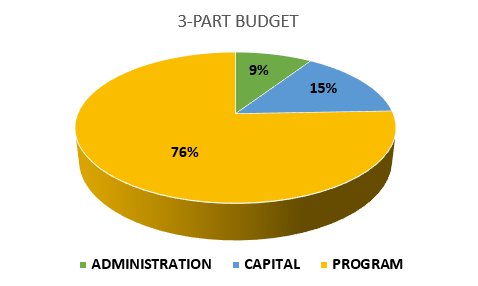 3-PART BUDGET
9%
15%
76%
ADMINISTRATION CAPITAL PROGRAM